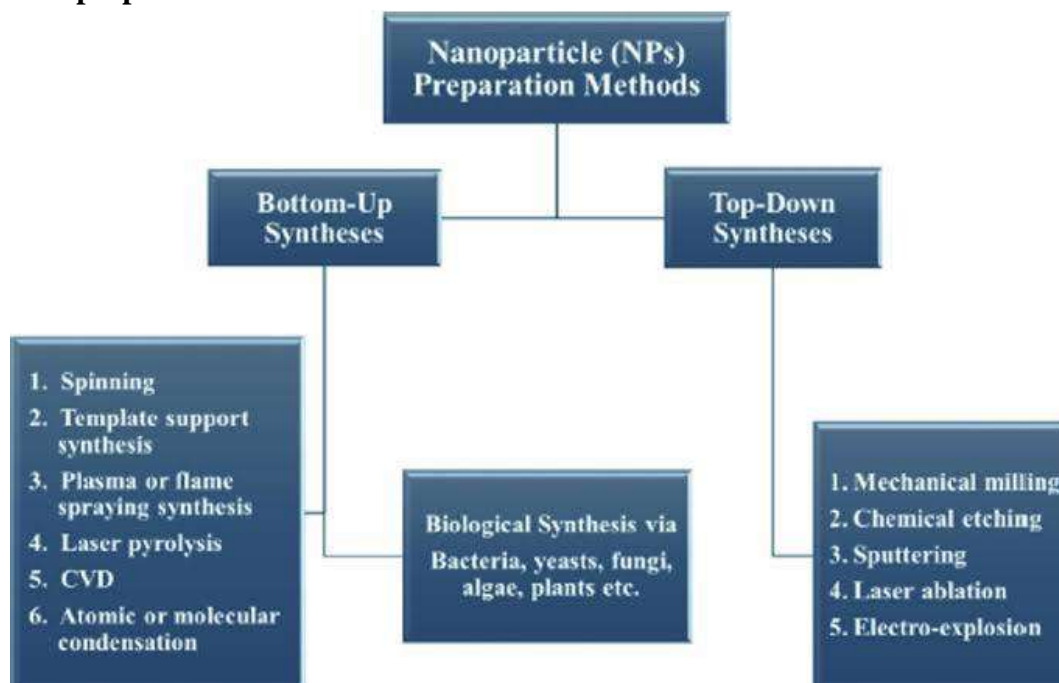 Nanoparticle (NPs)
Preparation Methods
Bottom-Up
Syntheses
Top-Down
Syntheses
1. Spinning
2. Template support
synthesis
3. Plasma or flame
spraying synthesis
4. Laser pyrolysis
5. CVD
6. Atomic or molecular
condensation
Biological Synthesis via
Bacteria, yeasts, fungi,
algae, plants etc.
1. Mechanical milling
2. Chemical etching
3. Sputtering
4. Laser ablation
5. Electro-explosion